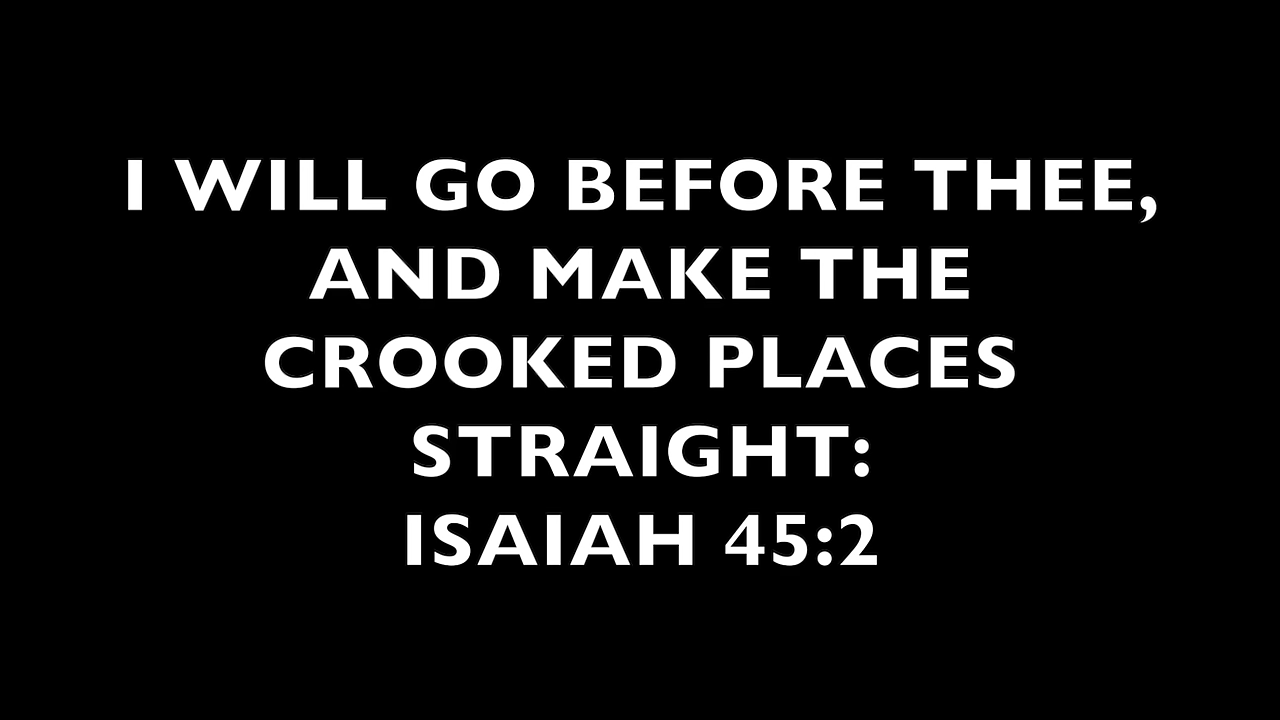 I WILL GO BEFORE THEE,
AND MAKE THE
CROOKED PLACES
STRAIGHT:
ISAIAH 45:2